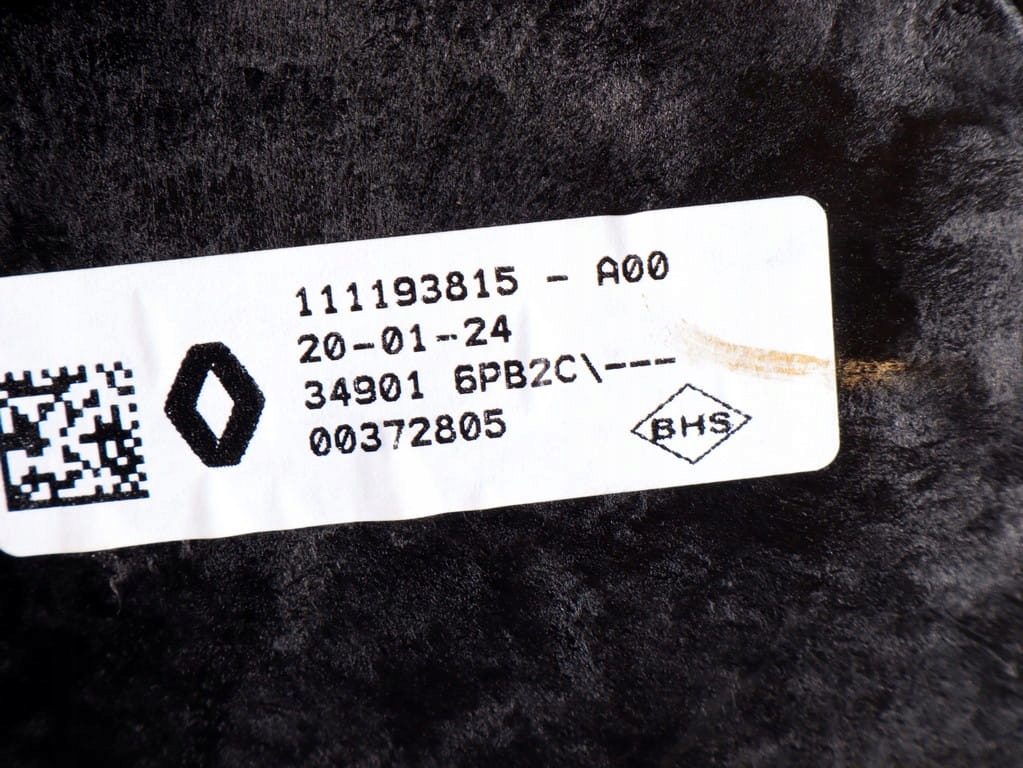 111193815 - A00
20-01-24
34901 6PB2C\---
00372805
BHS